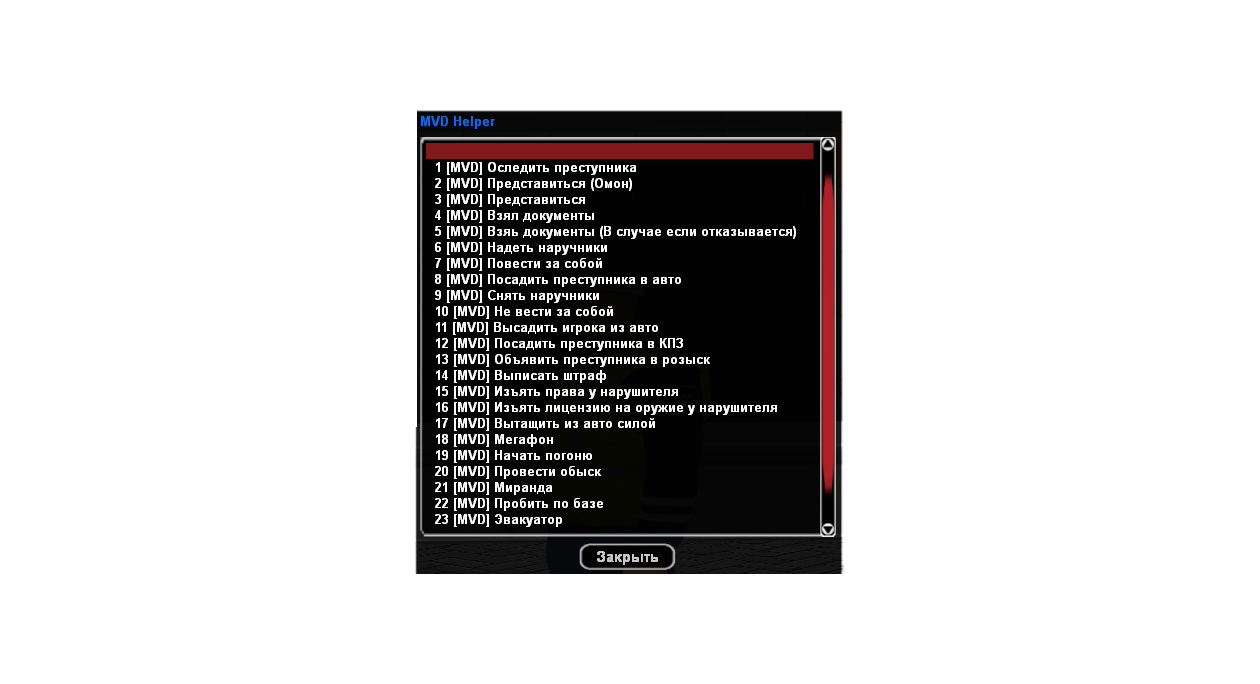 MVD Helper
1 [MVD] Оследить преступника
2 [MVD] Представиться (Омон)
3 [MVD] Представиться
4 [MVD] Взял документы
5 [MVD] Взяь документы (В случае если отказывается)
6 [MVD] Надеть наручники
7 [MVD] Повести за собой
8 [MVD] Посадить преступника в авто
9 [MVD] Снять наручники
10 [MVD] Не вести за собой
11 [MVD] Высадить игрока из авто
12 [MVD] Посадить преступника в КПЗ
13 [MVD] Объявить преступника в розыск
14 [MVD] Выписать штраф
15 [MVD] Изъять права у нарушителя
16 [MVD] Изъять лицензию на оружие у нарушителя
17 [MVD] Вытащить из авто силой
18 [MVD] Мегафон
19 [MVD] Начать погоню
20 [MVD] Провести обыск
21 [MVD] Миранда
22 [MVD] Пробить по базе
23 [MVD] Эвакуатор
Закрыть